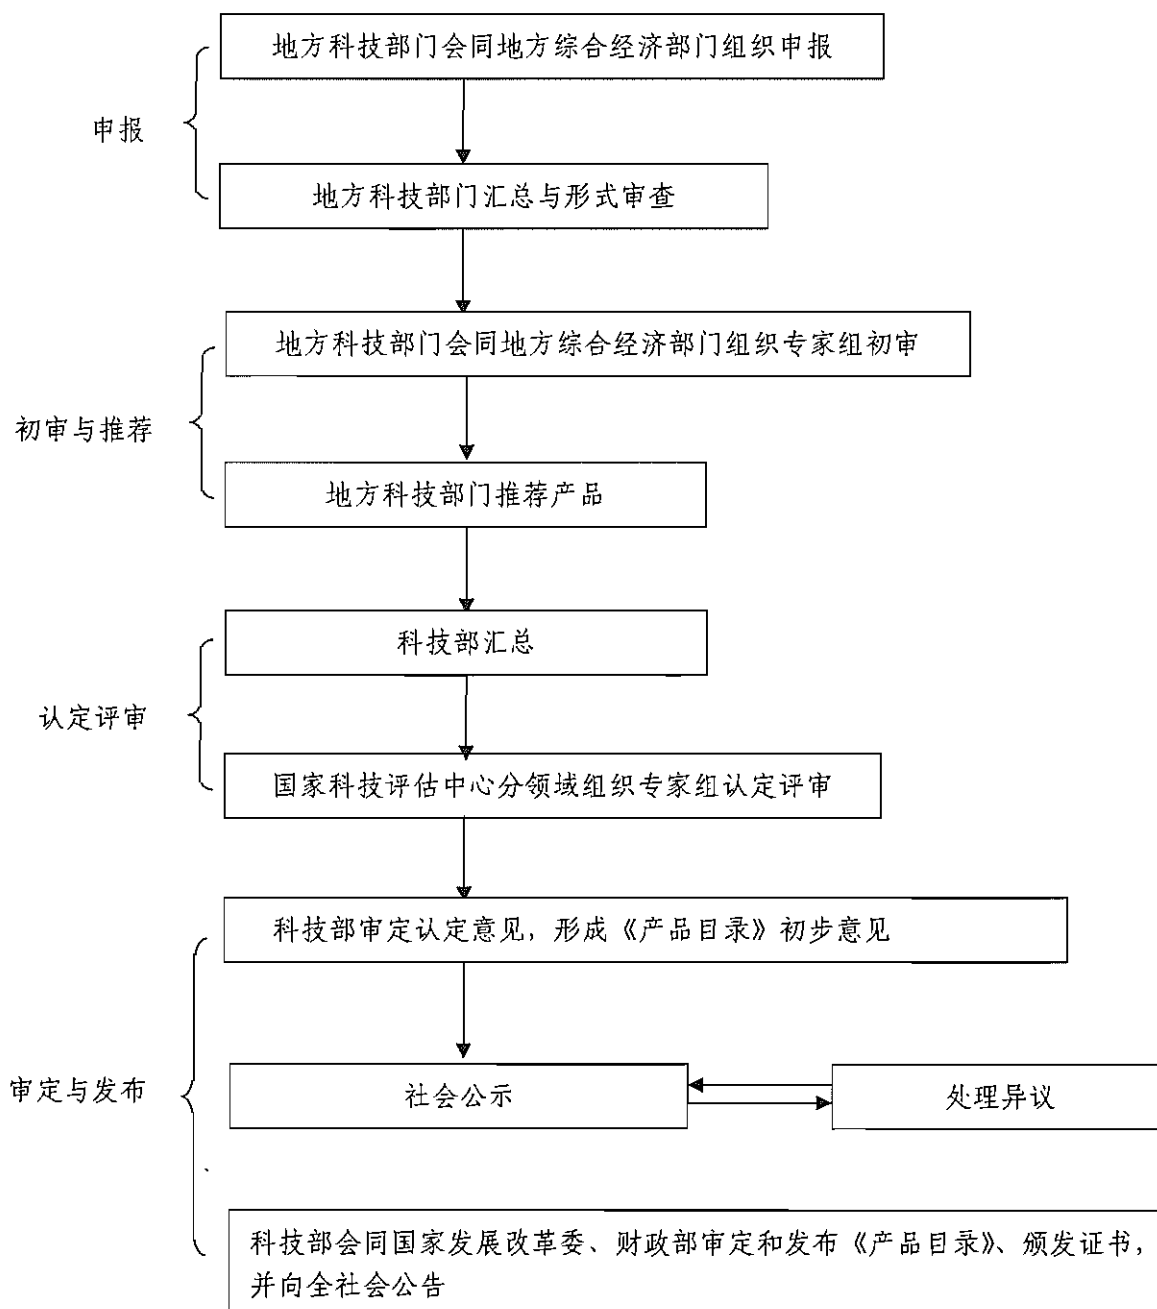 地方科技部门会同地方综合经济部门组织申报
申报
地方科技部门汇总与形式审查
地方科技部门会同地方综合经济部门组织专家组初审
初审与推荐
地方科技部门推荐产品
科技部汇总
认定评审
国家科技评估中心分领域组织专家组认定评审
科技部审定认定意见，形成《产品目录》初步意见
审定与发布
社会公示
处理异议
科技部会同国家发展改革委、财政部审定和发布《产品目录》、颁发证书，
并向全社会公告